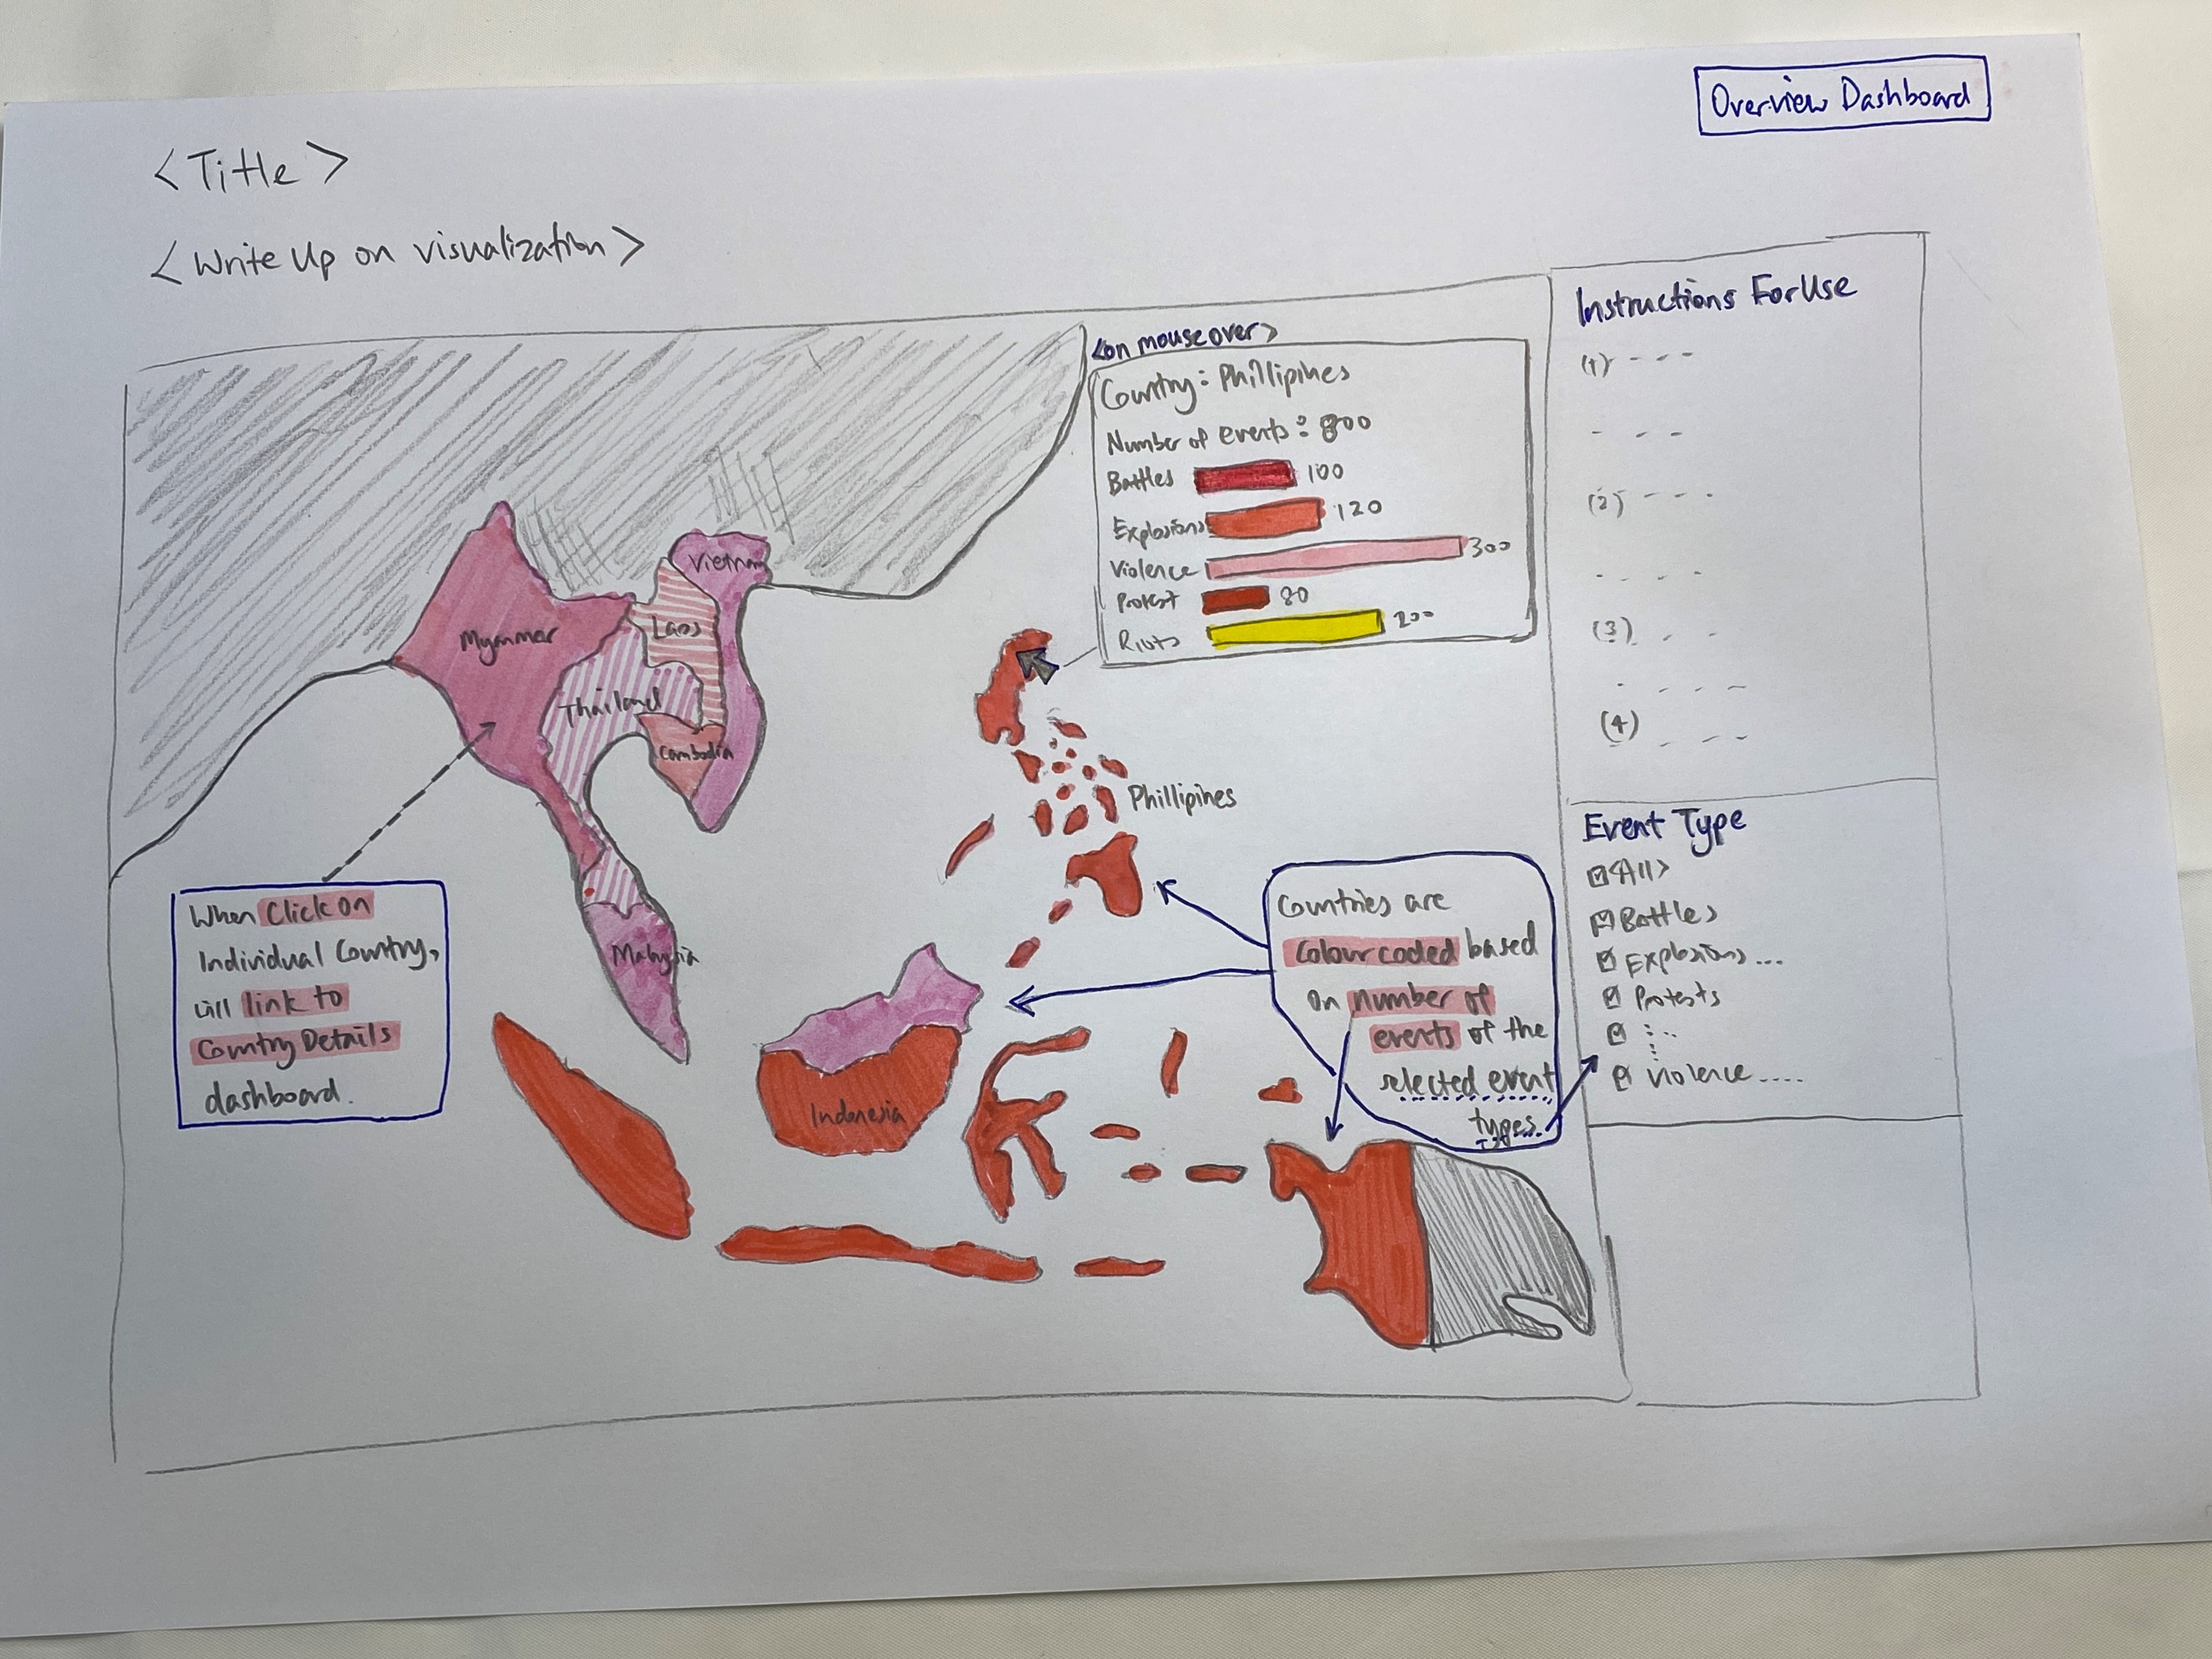 Overview Dashboard
<Title>
<Write Up on visualization>
<on mouseover>
Country: Phillipines
Number of events: 800
Battles 100
Explosions 120
Violence 300
Protest 80
Riots 200
Instructions For Use
(1) - - -
- - -
(2) - - -
- - - -
(3) - -
- - - -
(4)
- - -
Vietnam
Myanmar
Laos
Thailand
Cambodia
Phillipines
Malaysia
Indonesia
When Click on
Individual Country,
will link to
Country Details
dashboard.
Countries are
colour coded based
on number of
events of the
selected event
types.
Event Type
<All>
Battles
Explosions ...
Protests
:...
Violence ....